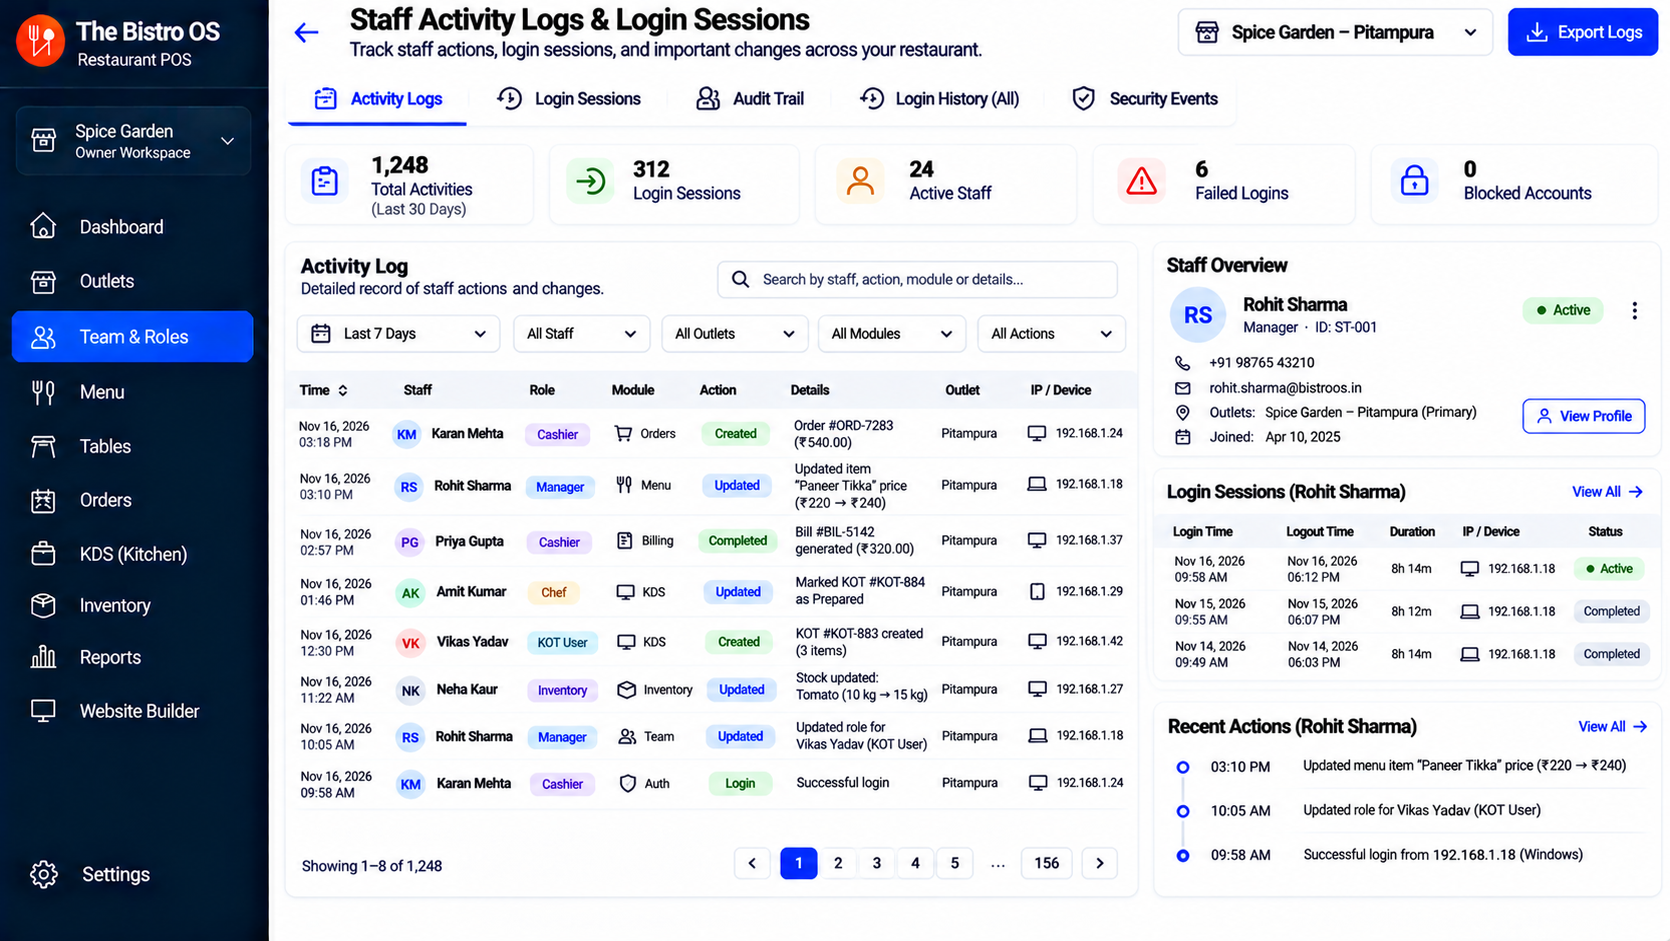 The Bistro OS
Restaurant POS
Spice Garden
Owner Workspace
Dashboard
Outlets
Team & Roles
Menu
Tables
Orders
KDS (Kitchen)
Inventory
Reports
Website Builder
Settings
Staff Activity Logs & Login Sessions
Track staff actions, login sessions, and important changes across your restaurant.
Spice Garden – Pitampura
Export Logs
Activity Logs
Login Sessions
Audit Trail
Login History (All)
Security Events
1,248
Total Activities
(Last 30 Days)
312
Login Sessions
24
Active Staff
6
Failed Logins
0
Blocked Accounts
Activity Log
Detailed record of staff actions and changes.
Search by staff, action, module or details...
Last 7 Days
All Staff
All Outlets
All Modules
All Actions
Time Staff Role Module Action Details Outlet IP / Device
Nov 16, 2026
03:18 PM
KM Karan Mehta Cashier Orders Created
Order #ORD-7283
(₹540.00)
Pitampura 192.168.1.24
Nov 16, 2026
03:10 PM
RS Rohit Sharma Manager Menu Updated
Updated item
“Paneer Tikka” price
(₹220 → ₹240)
Pitampura 192.168.1.18
Nov 16, 2026
02:57 PM
PG Priya Gupta Cashier Billing Completed
Bill #BIL-5142
generated (₹320.00)
Pitampura 192.168.1.37
Nov 16, 2026
01:46 PM
AK Amit Kumar Chef KDS Updated
Marked KOT #KOT-884
as Prepared
Pitampura 192.168.1.29
Nov 16, 2026
12:30 PM
VK Vikas Yadav KOT User KDS Created
KOT #KOT-883 created
(3 items)
Pitampura 192.168.1.42
Nov 16, 2026
11:22 AM
NK Neha Kaur Inventory Inventory Updated
Stock updated:
Tomato (10 kg → 15 kg)
Pitampura 192.168.1.27
Nov 16, 2026
10:05 AM
RS Rohit Sharma Manager Team Updated
Updated role for
Vikas Yadav (KOT User)
Pitampura 192.168.1.18
Nov 16, 2026
09:58 AM
KM Karan Mehta Cashier Auth Login
Successful login
Pitampura 192.168.1.24
Showing 1–8 of 1,248
< 1 2 3 4 5 ... 156 >
Staff Overview
RS
Rohit Sharma
Manager · ID: ST-001
Active
+91 98765 43210
rohit.sharma@bistroos.in
Outlets: Spice Garden – Pitampura (Primary)
Joined: Apr 10, 2025
View Profile
Login Sessions (Rohit Sharma)
View All →
Login Time Logout Time Duration IP / Device Status
Nov 16, 2026
09:58 AM
Nov 16, 2026
06:12 PM
8h 14m 192.168.1.18 Active
Nov 15, 2026
09:55 AM
Nov 15, 2026
06:07 PM
8h 12m 192.168.1.18 Completed
Nov 14, 2026
09:49 AM
Nov 14, 2026
06:03 PM
8h 14m 192.168.1.18 Completed
Recent Actions (Rohit Sharma)
View All →
03:10 PM Updated menu item “Paneer Tikka” price (₹220 → ₹240)
10:05 AM Updated role for Vikas Yadav (KOT User)
09:58 AM Successful login from 192.168.1.18 (Windows)